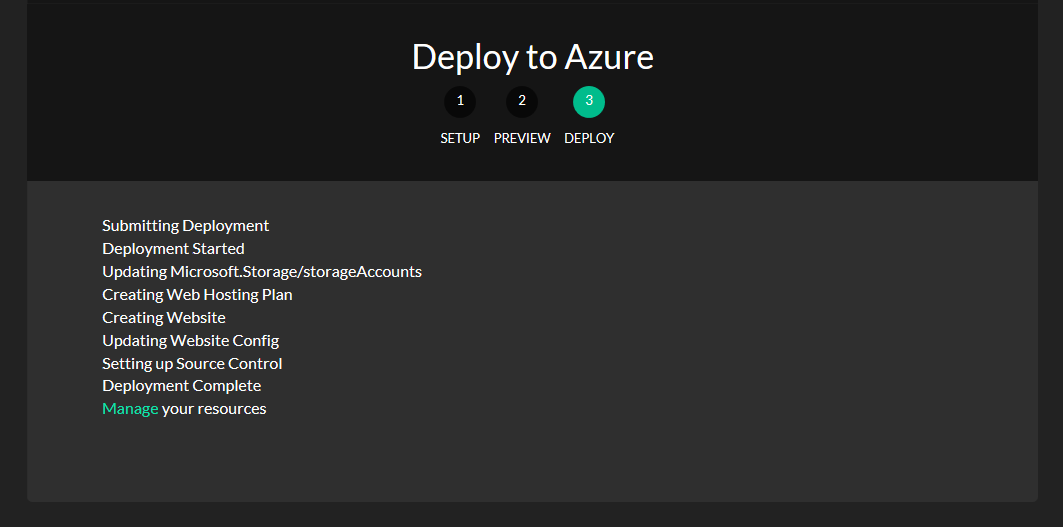 Deploy to Azure
1 2 3
SETUP PREVIEW DEPLOY
Submitting Deployment
Deployment Started
Updating Microsoft.Storage/storageAccounts
Creating Web Hosting Plan
Creating Website
Updating Website Config
Setting up Source Control
Deployment Complete
Manage your resources